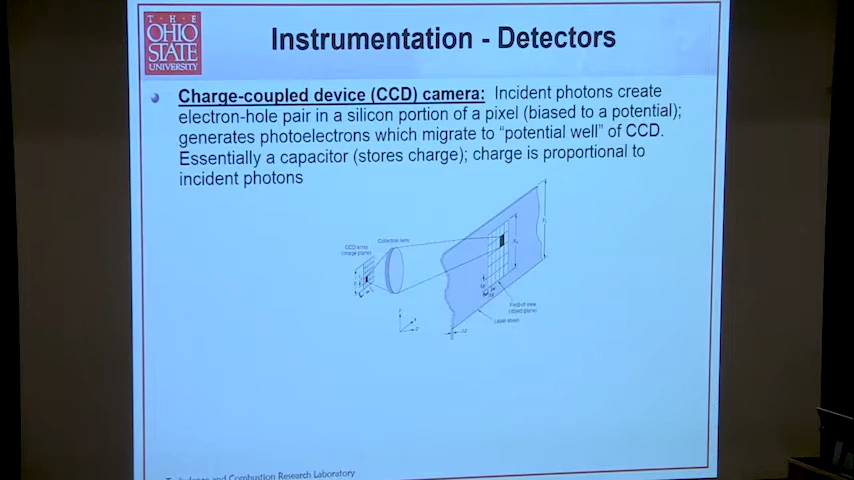 T · H · E
OHIO
STATE
UNIVERSITY
Instrumentation - Detectors
Charge-coupled device (CCD) camera: Incident photons create
electron-hole pair in a silicon portion of a pixel (biased to a potential);
generates photoelectrons which migrate to “potential well” of CCD.
Essentially a capacitor (stores charge); charge is proportional to
incident photons
CCD array
(image plane)
Collection lens
Field-of-view
(object plane)
Laser sheet
and Combustion Research Laboratory